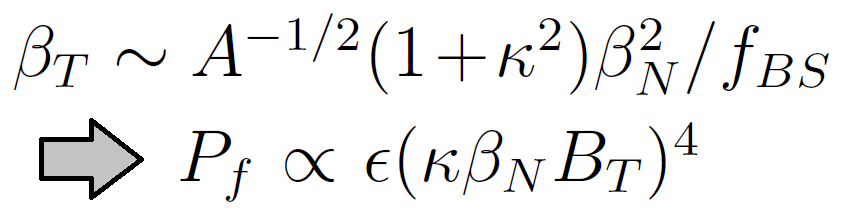 β_T ∼ A^{−1/2}(1+κ^2)β_N^2/f_{BS}
P_f ∝ ϵ(κβ_N B_T)^4